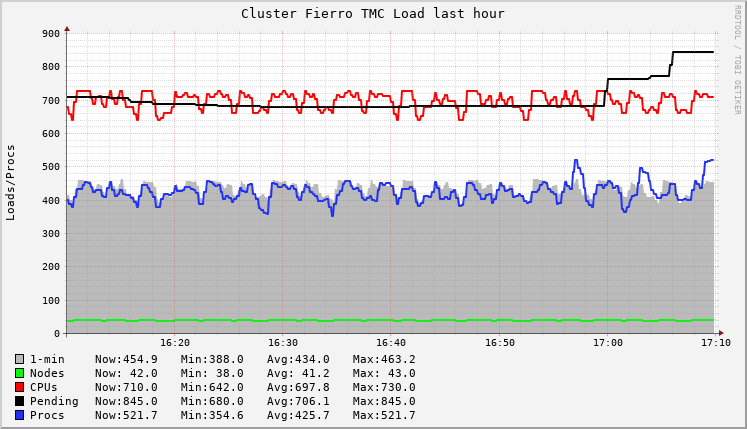 Cluster Fierro TMC Load last hour
RRDTOOL / TOBI OETIKER
Loads/Procs
900
800
700
600
500
400
300
200
100
0
16:20 16:30 16:40 16:50 17:00 17:10
1-min Now:454.9 Min:388.0 Avg:434.0 Max:463.2
Nodes Now: 42.0 Min: 38.0 Avg: 41.2 Max: 43.0
CPUs Now:710.0 Min:642.0 Avg:697.8 Max:730.0
Pending Now:845.0 Min:680.0 Avg:706.1 Max:845.0
Procs Now:521.7 Min:354.6 Avg:425.7 Max:521.7